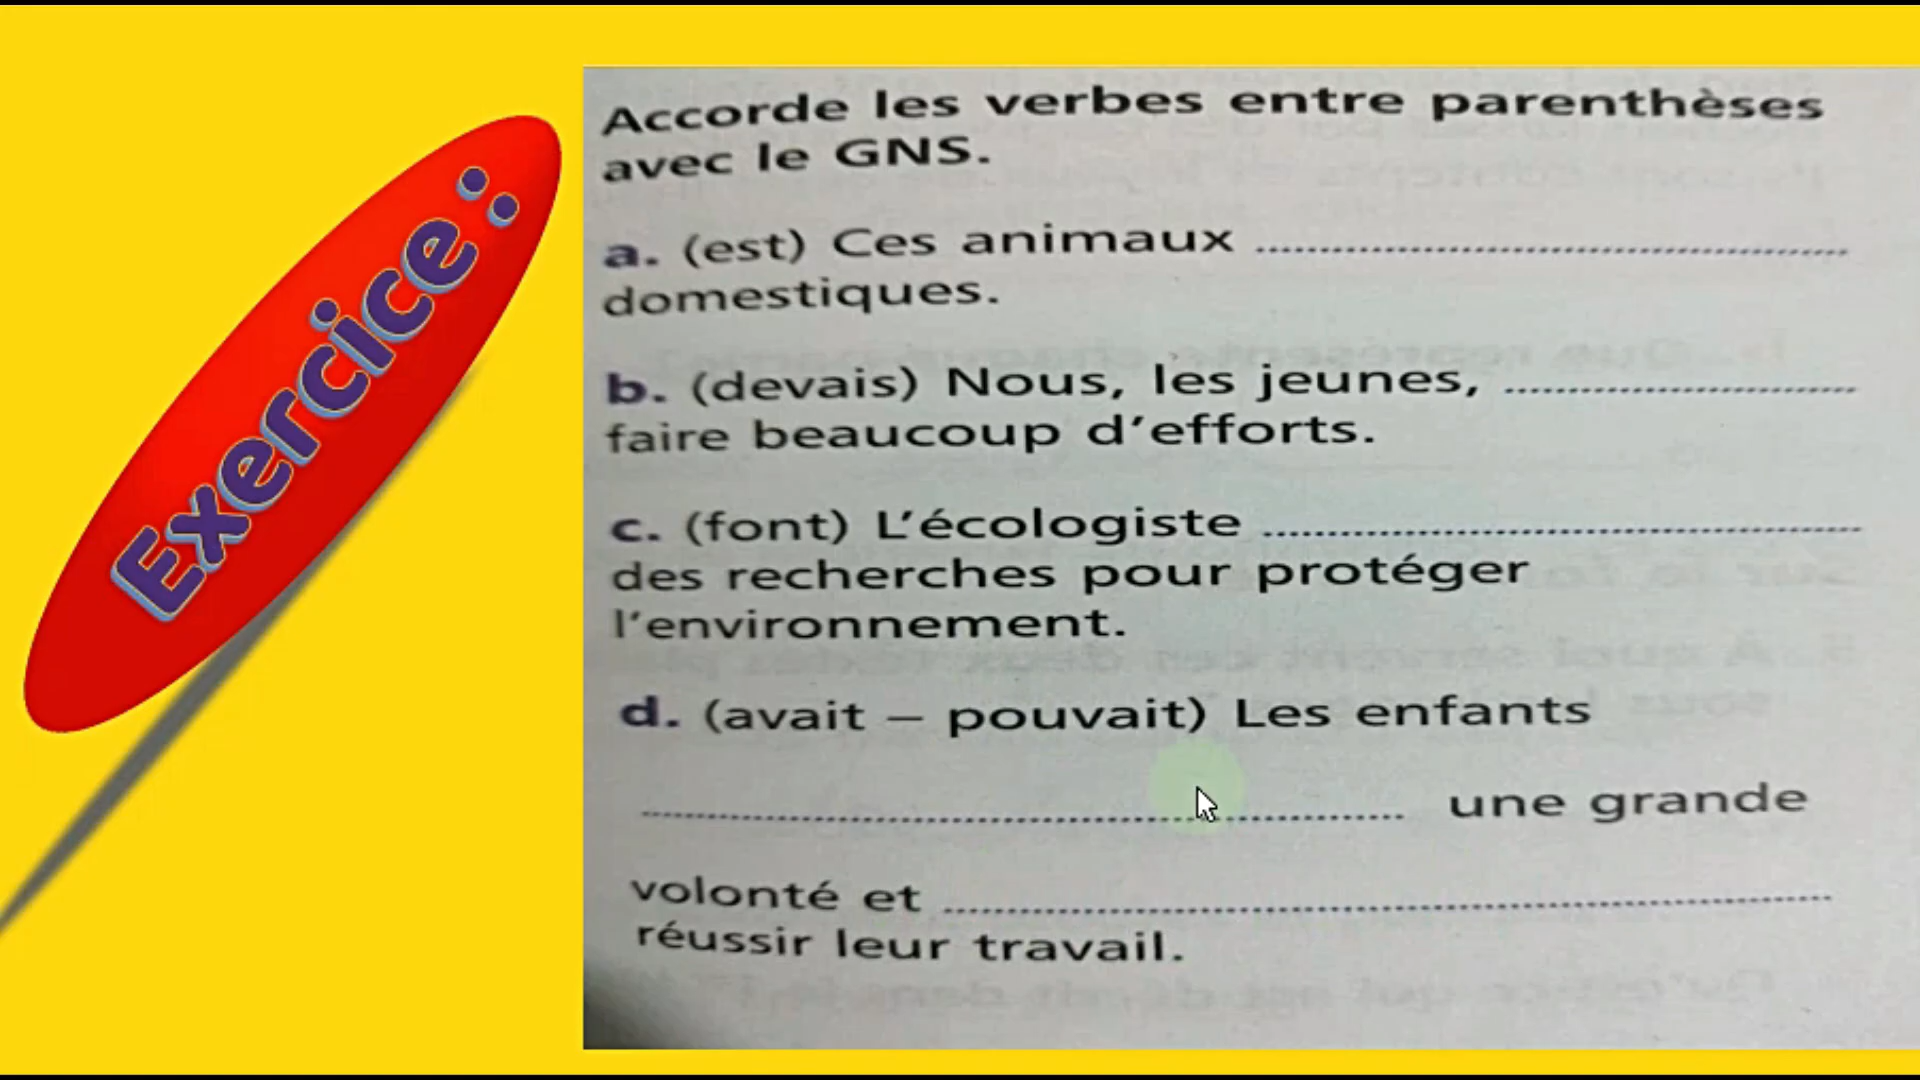 Exercice :
Accorde les verbes entre parenthèses
avec le GNS.
a. (est) Ces animaux ........................
domestiques.
b. (devais) Nous, les jeunes, ........................
faire beaucoup d'efforts.
c. (font) L'écologiste ........................
des recherches pour protéger
l'environnement.
d. (avait – pouvait) Les enfants
........................ une grande
volonté et ........................
réussir leur travail.